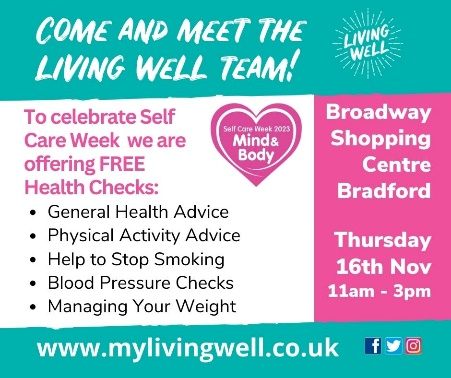 COME AND MEET THE
LIVING WELL TEAM!
LIVING
WELL
To celebrate Self
Care Week we are
offering FREE
Health Checks:
Self Care Week 2023
Mind&
Body
• General Health Advice
• Physical Activity Advice
• Help to Stop Smoking
• Blood Pressure Checks
• Managing Your Weight
Broadway
Shopping
Centre
Bradford
Thursday
16th Nov
11am - 3pm
www.mylivingwell.co.uk